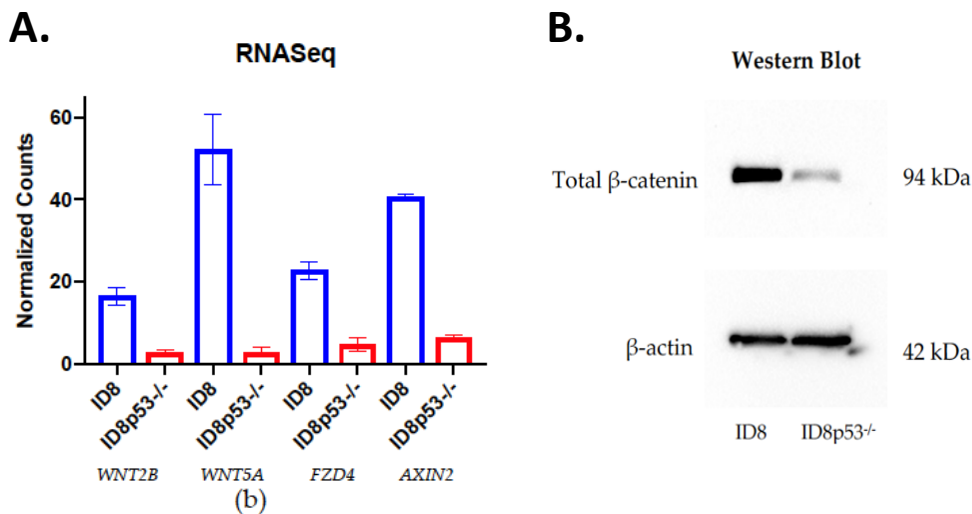 A.
RNASeq
Normalized Counts
60
40
20
0
ID8
ID8p53-/-
ID8
ID8p53-/-
ID8
ID8p53-/-
ID8
ID8p53-/-
WNT2B
WNT5A
FZD4
AXIN2
(b)
B.
Western Blot
Total β-catenin
94 kDa
β-actin
42 kDa
ID8
ID8p53-/-